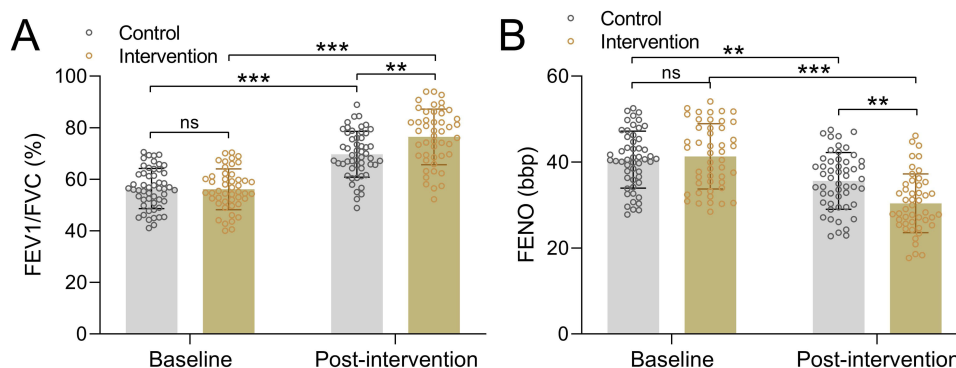 A
Control
Intervention
***
***
**
ns
FEV1/FVC (%)
100
80
60
40
20
0
Baseline
Post-intervention
B
Control
Intervention
**
***
ns
**
FENO (bbp)
60
40
20
0
Baseline
Post-intervention